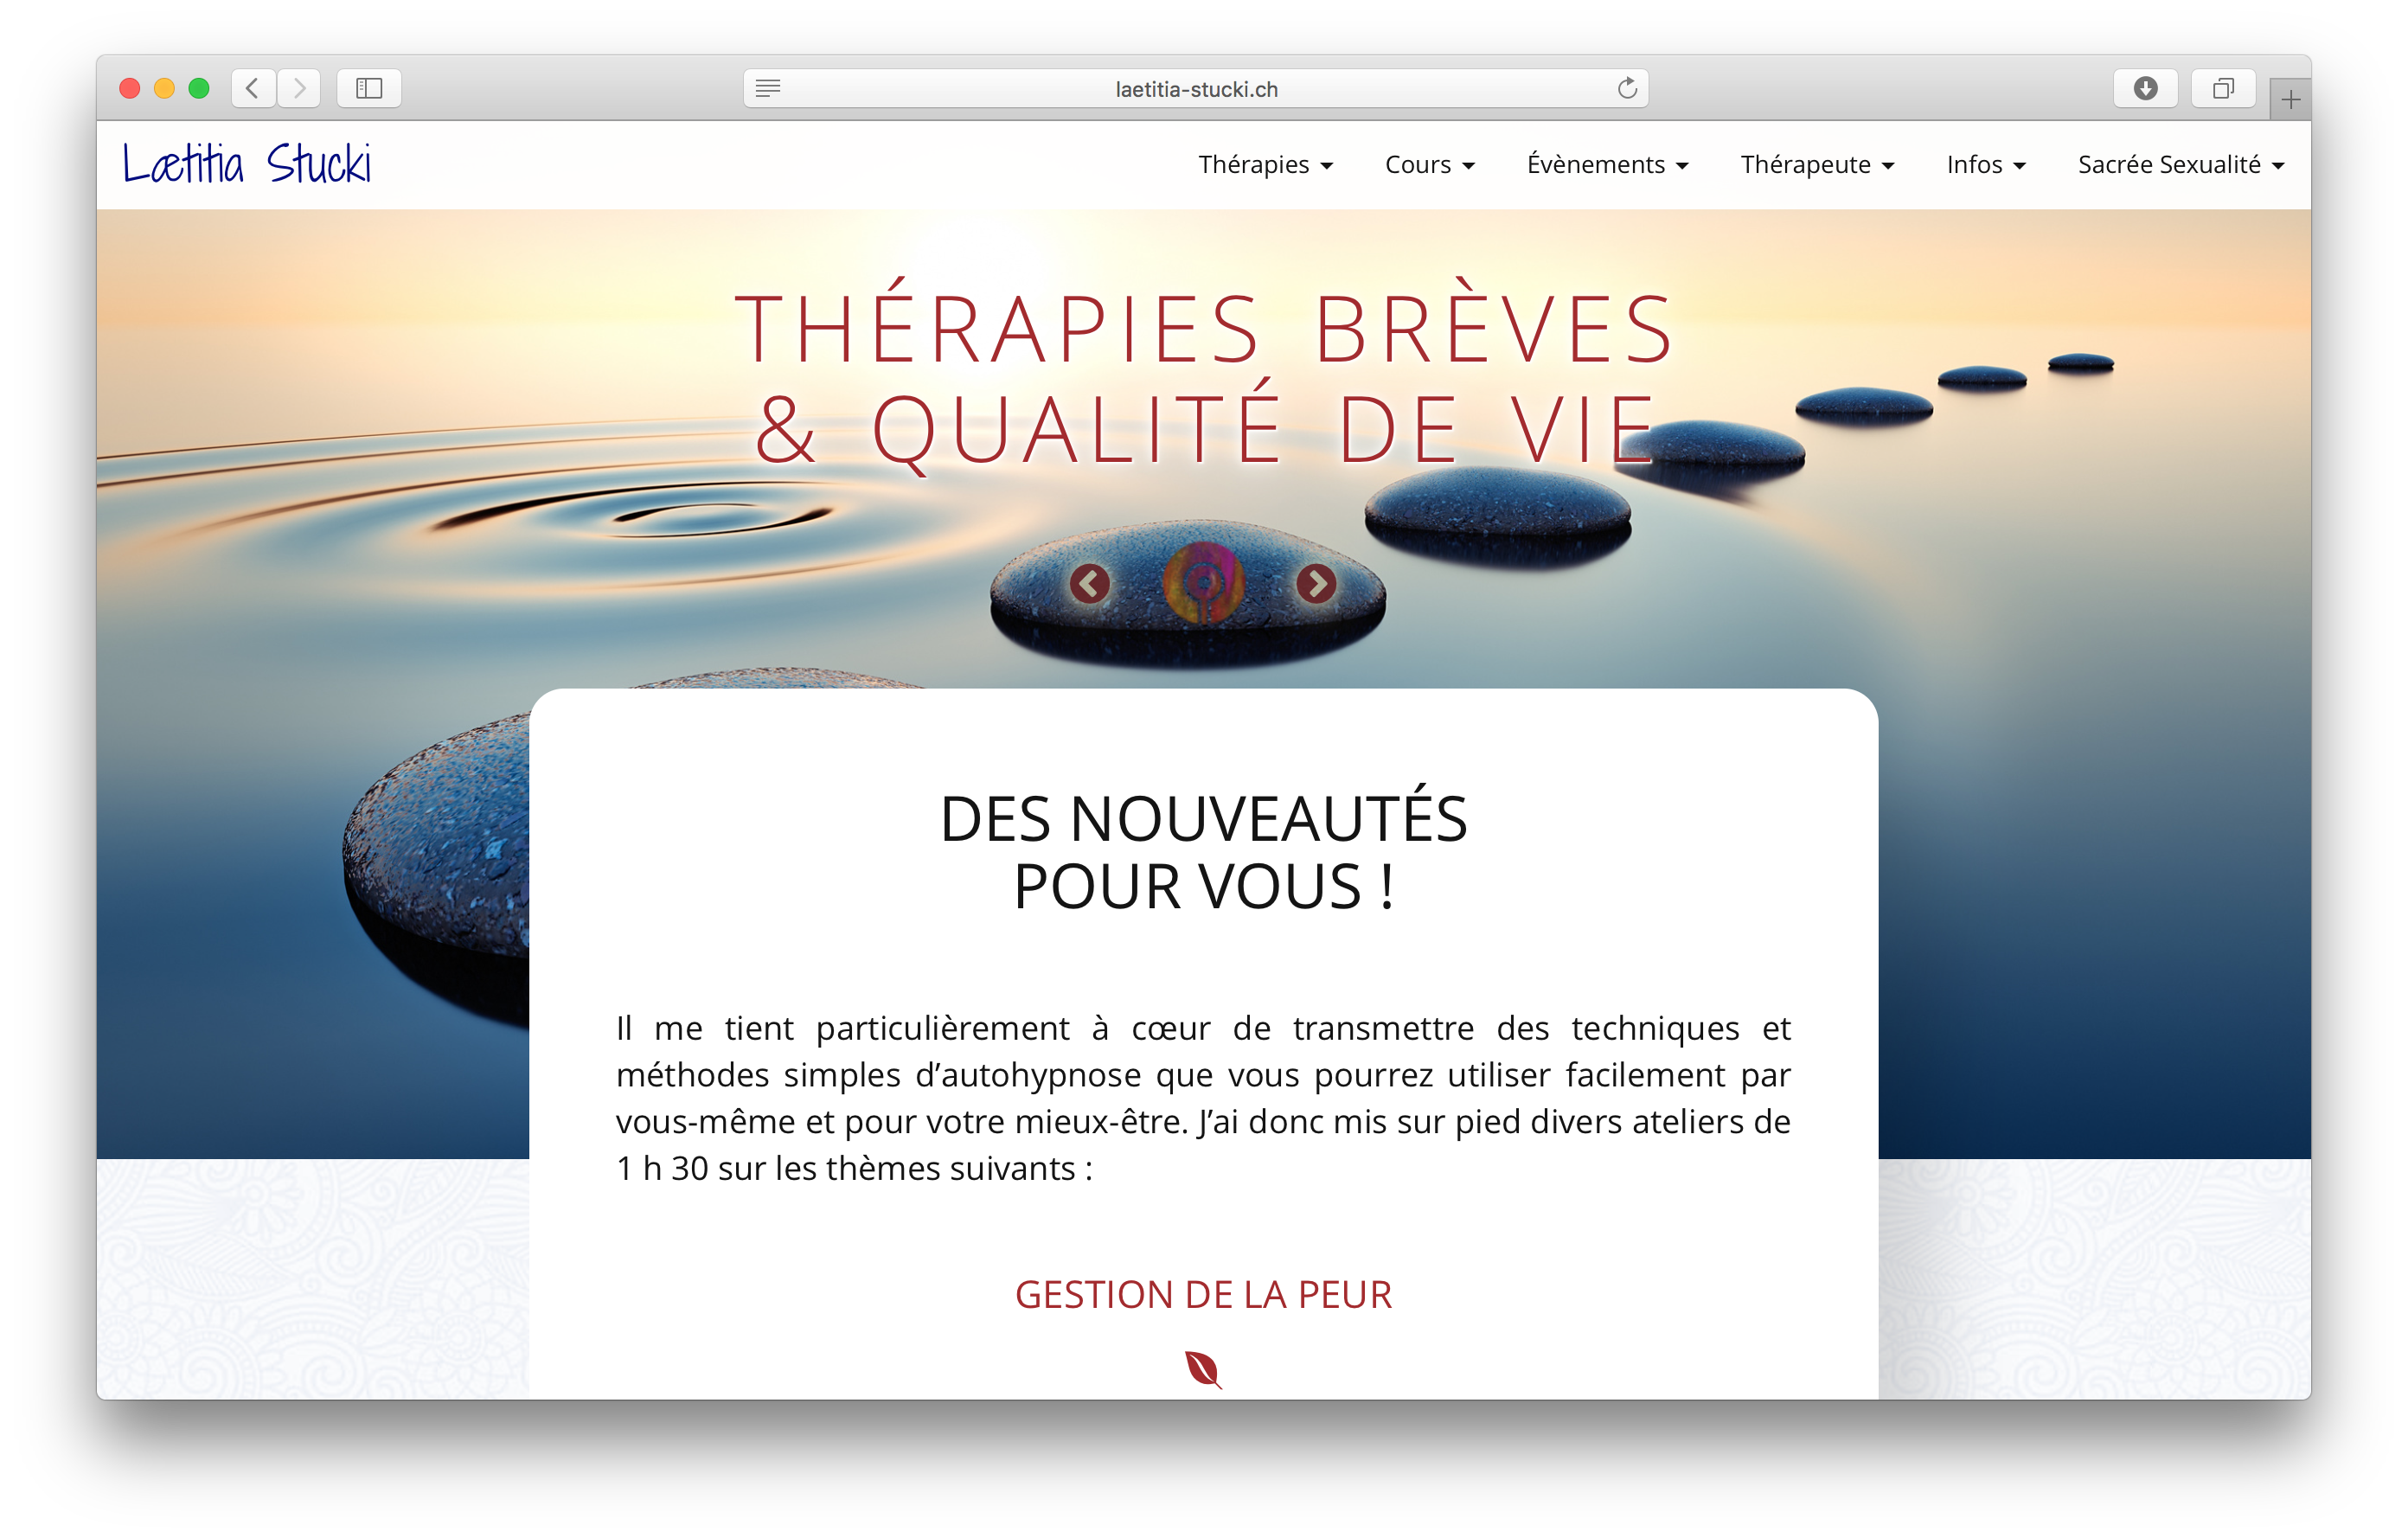 laetitia-stucki.ch
Lætitia Stucki
Thérapies
Cours
Évènements
Thérapeute
Infos
Sacrée Sexualité
THÉRAPIES BRÈVES
& QUALITÉ DE VIE
DES NOUVEAUTÉS
POUR VOUS !
Il me tient particulièrement à cœur de transmettre des techniques et
méthodes simples d’autohypnose que vous pourrez utiliser facilement par
vous-même et pour votre mieux-être. J’ai donc mis sur pied divers ateliers de
1 h 30 sur les thèmes suivants :
GESTION DE LA PEUR